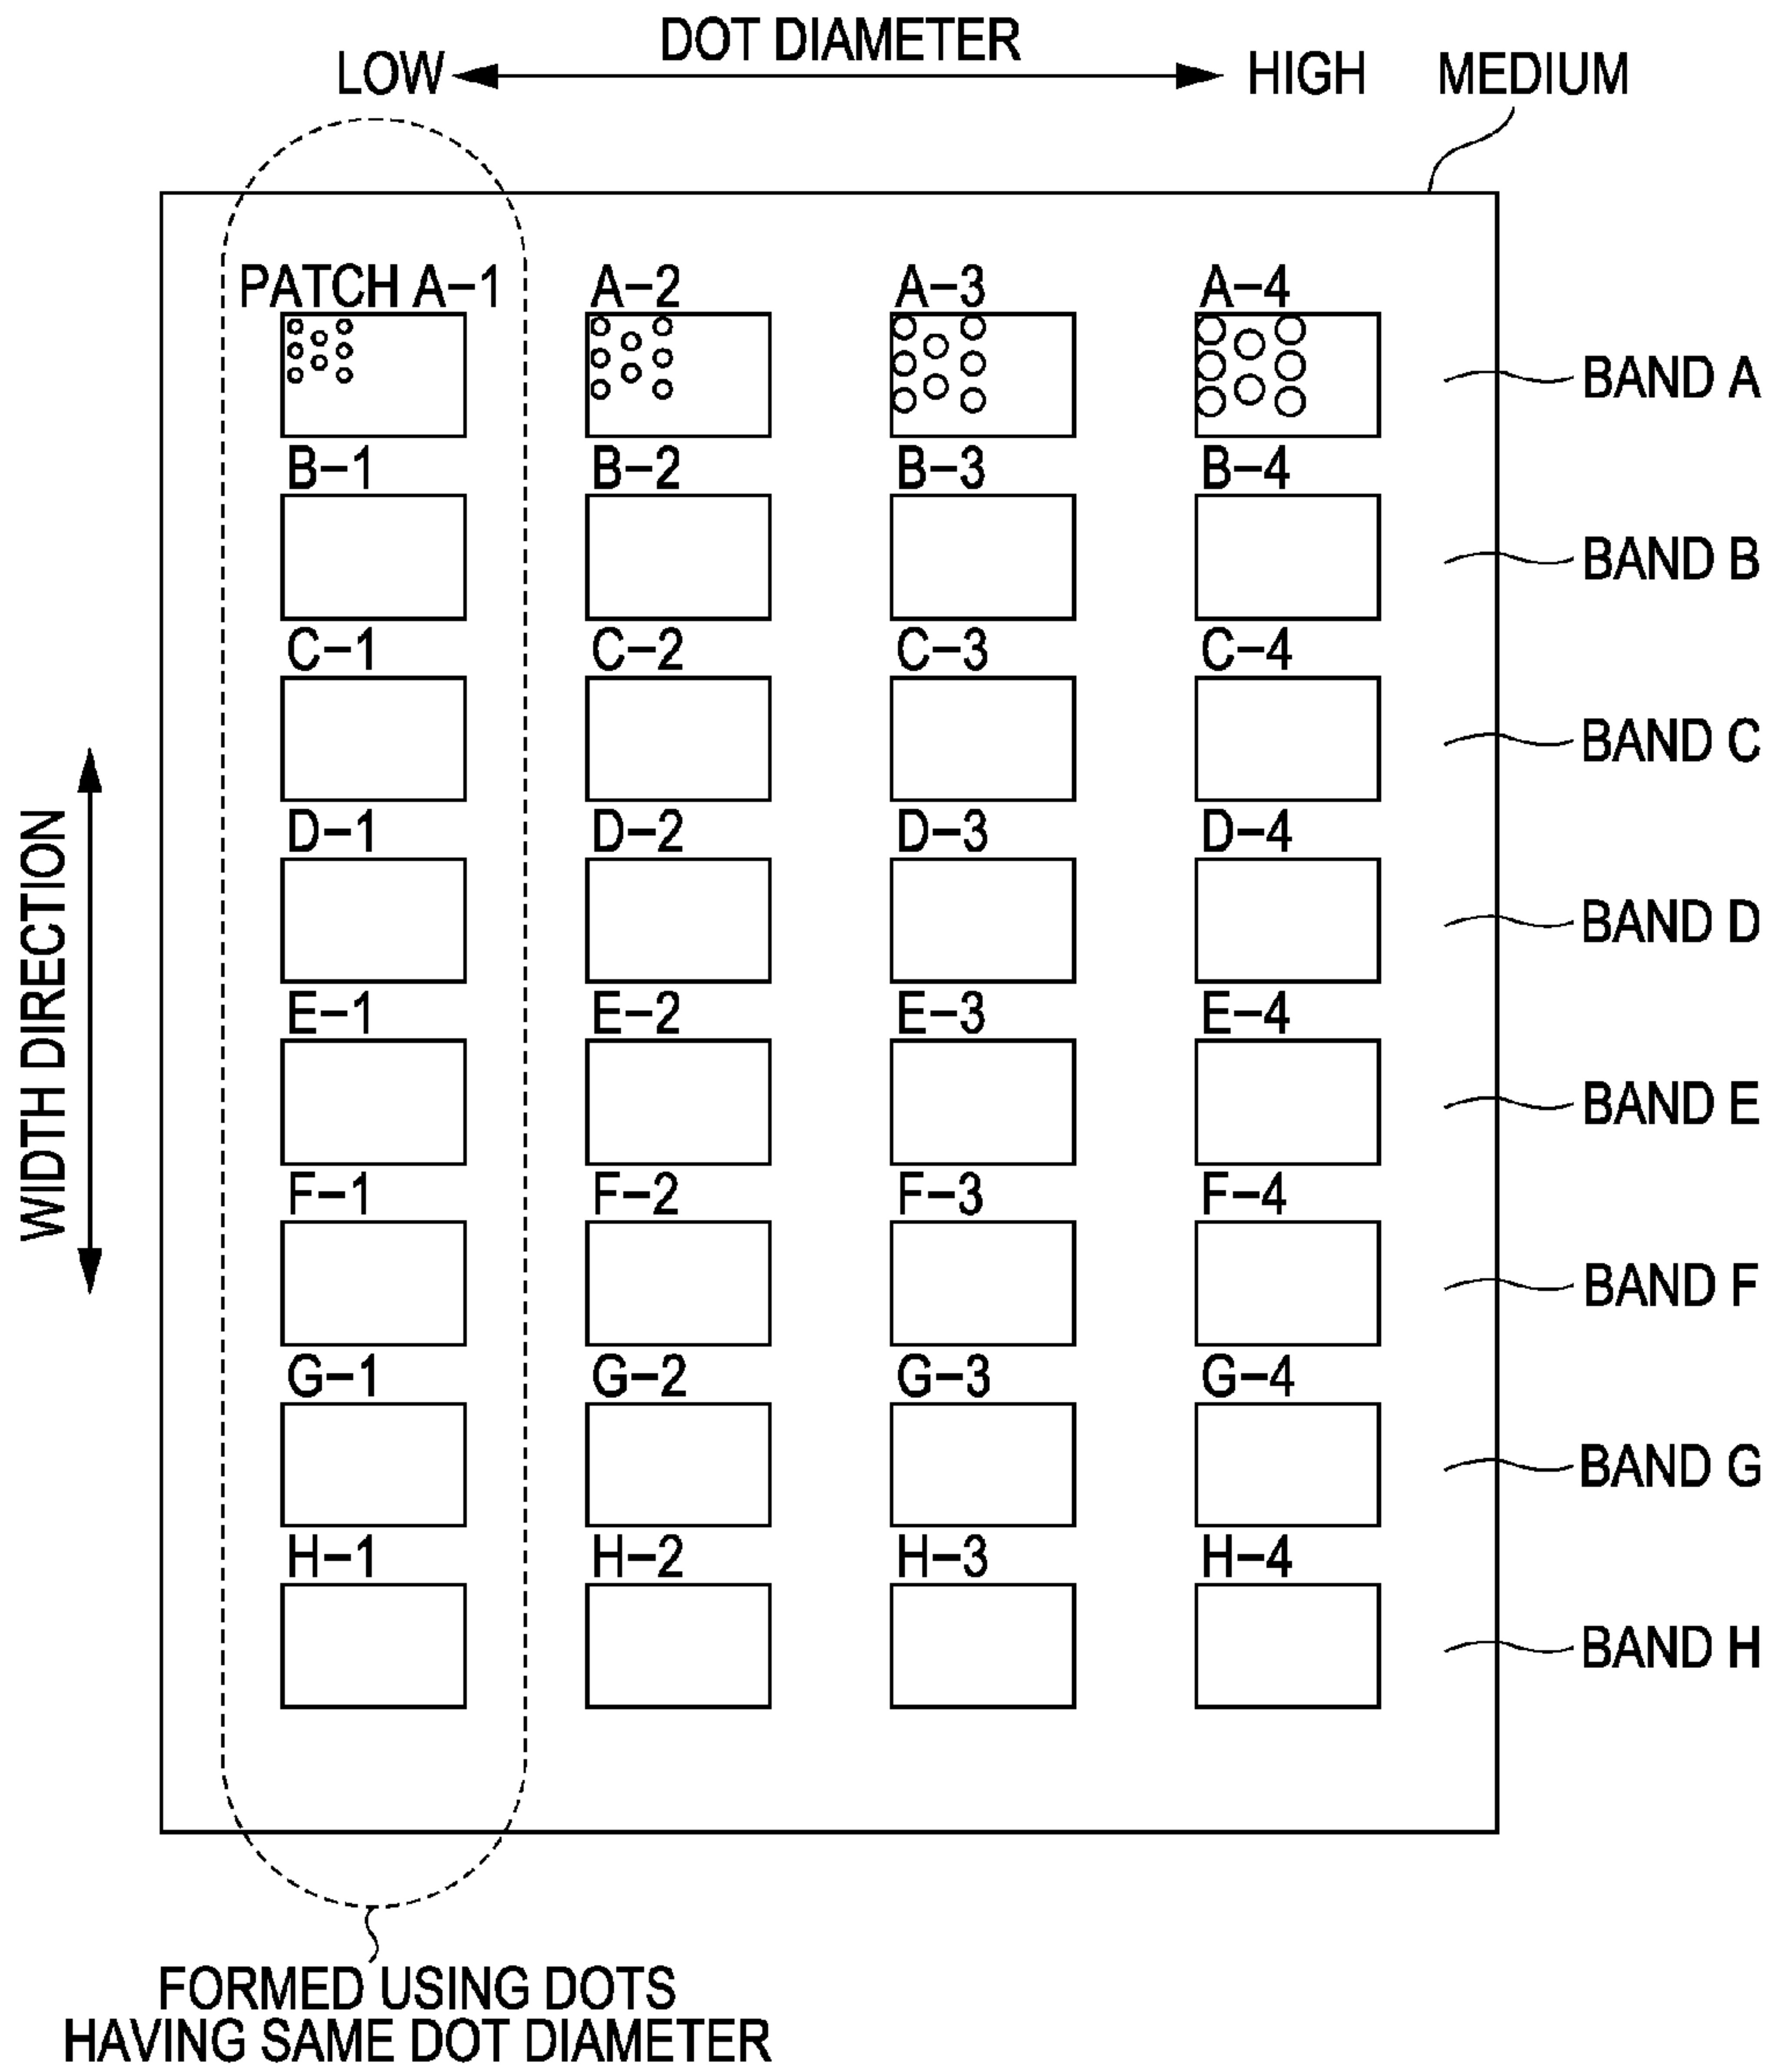 DOT DIAMETER
LOW HIGH MEDIUM
PATCH A-1 A-2 A-3 A-4
BAND A
B-1 B-2 B-3 B-4
BAND B
C-1 C-2 C-3 C-4
BAND C
D-1 D-2 D-3 D-4
BAND D
E-1 E-2 E-3 E-4
BAND E
F-1 F-2 F-3 F-4
BAND F
G-1 G-2 G-3 G-4
BAND G
H-1 H-2 H-3 H-4
BAND H
WIDTH DIRECTION
FORMED USING DOTS
HAVING SAME DOT DIAMETER